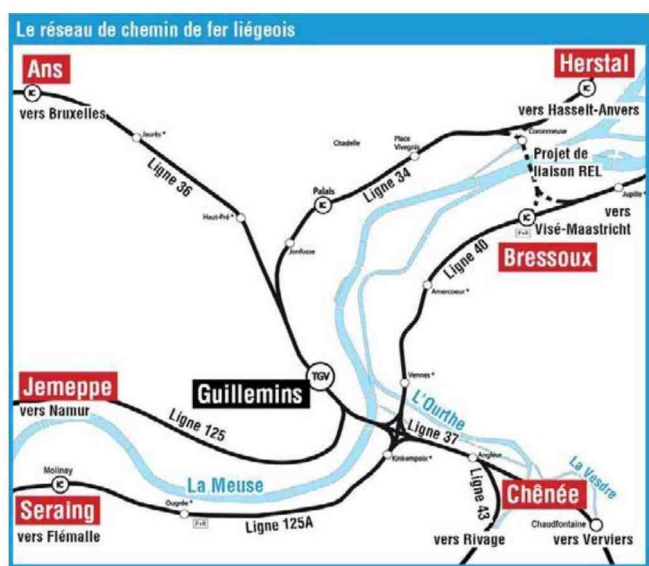 Le réseau de chemin de fer liégeois
Ans
vers Bruxelles
Jaurès*
Ligne 36
Haut-Pré*
Herstal
vers Hasselt-Anvers
Coronmeuse
Place
Vivegnis
Citadelle
Projet de
liaison REL
Palais
Ligne 34
Jonfosse
Jupille*
vers
Visé-Maastricht
P+R
Bressoux
Ligne 40
Amercoeur*
TGV
Guillemins
Vennes*
Jemeppe
vers Namur
Ligne 125
L'Ourthe
Ligne 37
Kinkempois*
Angleur
La Vesdre
Molinay
La Meuse
Seraing
vers Flémalle
Ougrée*
P+R
Ligne 125A
Ligne 43
Chênée
Chaudfontaine
vers Rivage
vers Verviers